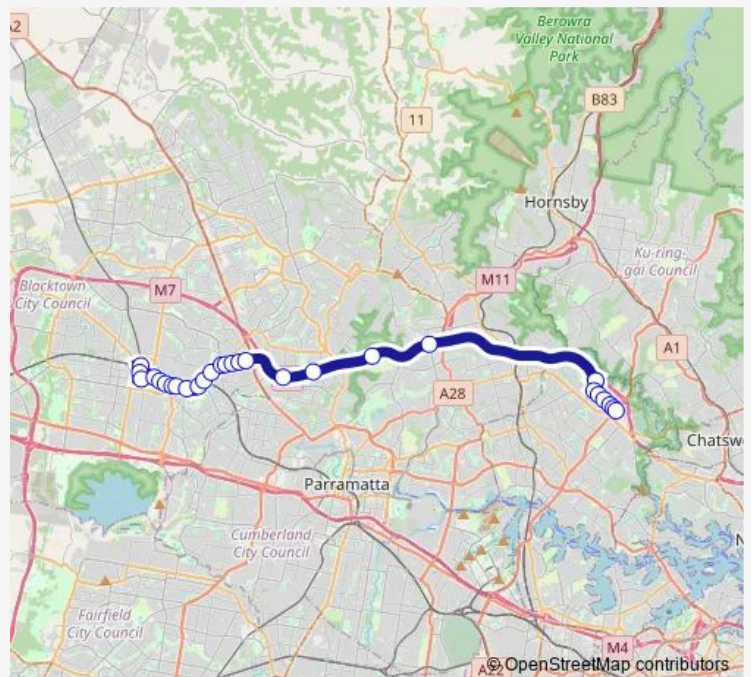 Berowra
Valley National
Park
A2
B83
11
Hornsby
Ku-ring-
gai Council
M11
Blacktown
City Council
M7
A1
A28
Chatsw
Parramatta
Cumberland
City Council
N
Fairfield
City Council
M4
A22
© OpenStreetMap contributors